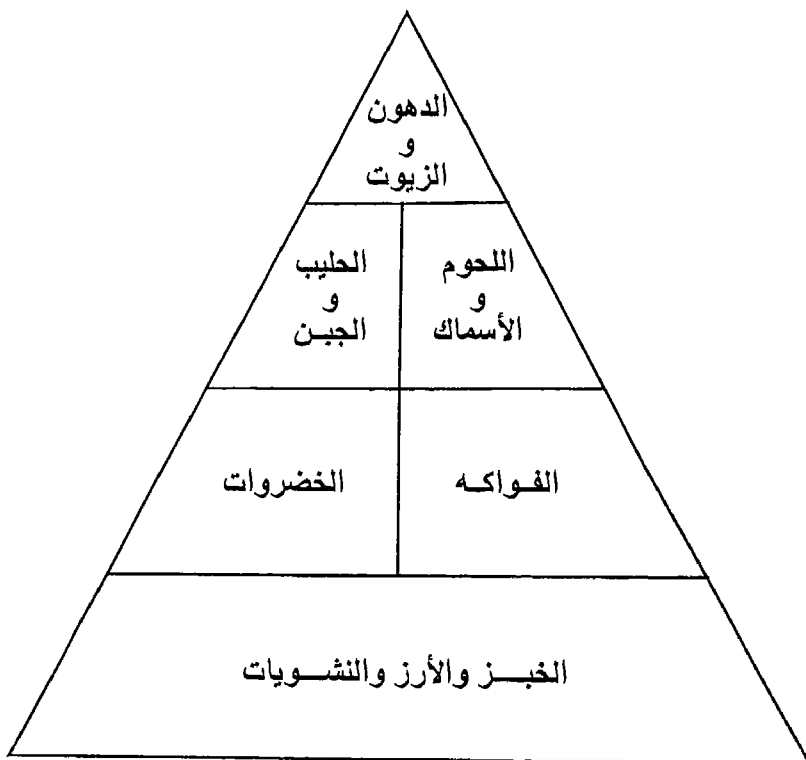 الدهون
و
الزيوت
اللحوم
و
الأسماك
الحليب
و
الجبن
الفواكه
الخضروات
الخبز والأرز والنشويات